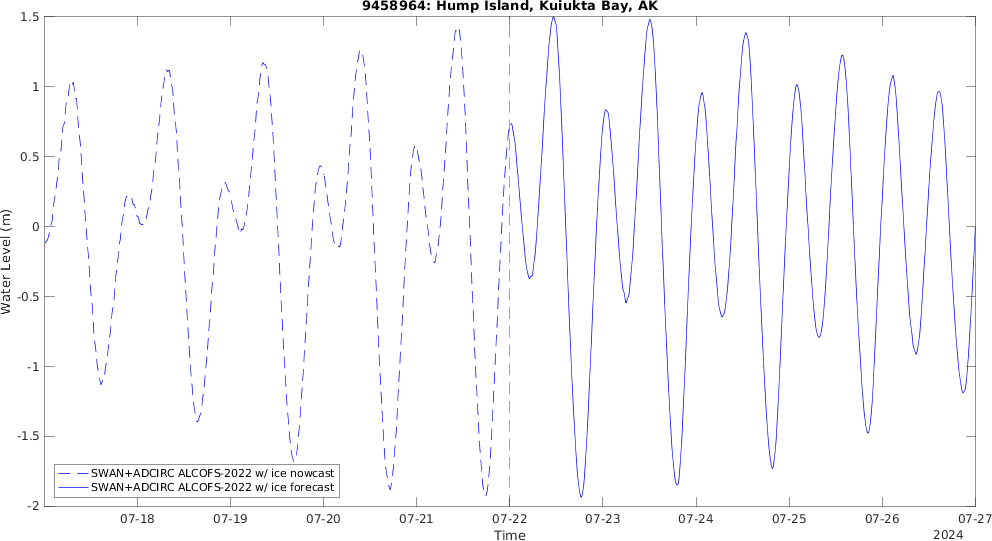 9458964: Hump Island, Kuiukta Bay, AK
1.5
1
0.5
0
-0.5
-1
-1.5
-2
Water Level (m)
SWAN+ADCIRC ALCOFS-2022 w/ ice nowcast
SWAN+ADCIRC ALCOFS-2022 w/ ice forecast
07-18 07-19 07-20 07-21 07-22 07-23 07-24 07-25 07-26 07-27
Time
2024